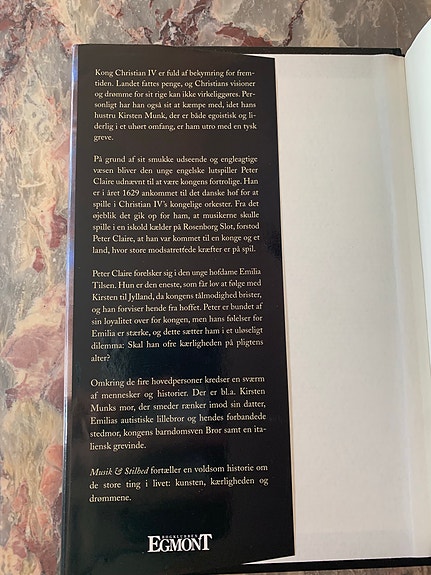 Kong Christian IV er fuld af bekymring for frem-
tiden. Landet fattes penge, og Christians visioner
og drømme for sit rige kan ikke virkeliggøres. Per-
sonligt har han også sit at kæmpe med, idet hans
hustru Kirsten Munk, der er både egoistisk og li-
derlig i et uhørt omfang, er ham utro med en tysk
greve.
På grund af sit smukke udseende og engleagtige
væsen bliver den unge engelske lutspiller Peter
Claire udnævnt til at være kongens fortrolige. Han
er i året 1629 ankommet til det danske hof for at
spille i Christian IV's kongelige orkester. Fra det
øjeblik det gik op for ham, at musikerne skulle
spille i en iskold kælder på Rosenborg Slot, forstod
Peter Claire, at han var kommet til en konge og et
land, hvor store modsatrettede kræfter er på spil.
Peter Claire forelsker sig i den unge hofdame Emilia
Tilsen. Hun er den eneste, som får lov at følge med
Kirsten til Jylland, da kongens tålmodighed brister,
og han forviser hende fra hoffet. Peter er bundet af
sin loyalitet over for kongen, men hans følelser for
Emilia er stærke, og dette sætter ham i et uløseligt
dilemma: Skal han ofre kærligheden på pligtens
alter?
Omkring de fire hovedpersoner kredser en sværm
af mennesker og historier. Der er bl.a. Kirsten
Munks mor, der smeder rænker imod sin datter,
Emilias autistiske lillebror og hendes forbandede
stedmor, kongens barndomsven Bror samt en ita-
liensk grevinde.
Musik & Stilhed fortæller en voldsom historie om
de store ting i livet: kunsten, kærligheden og
drømmene.
BOGKLUBBEN
EGMONT